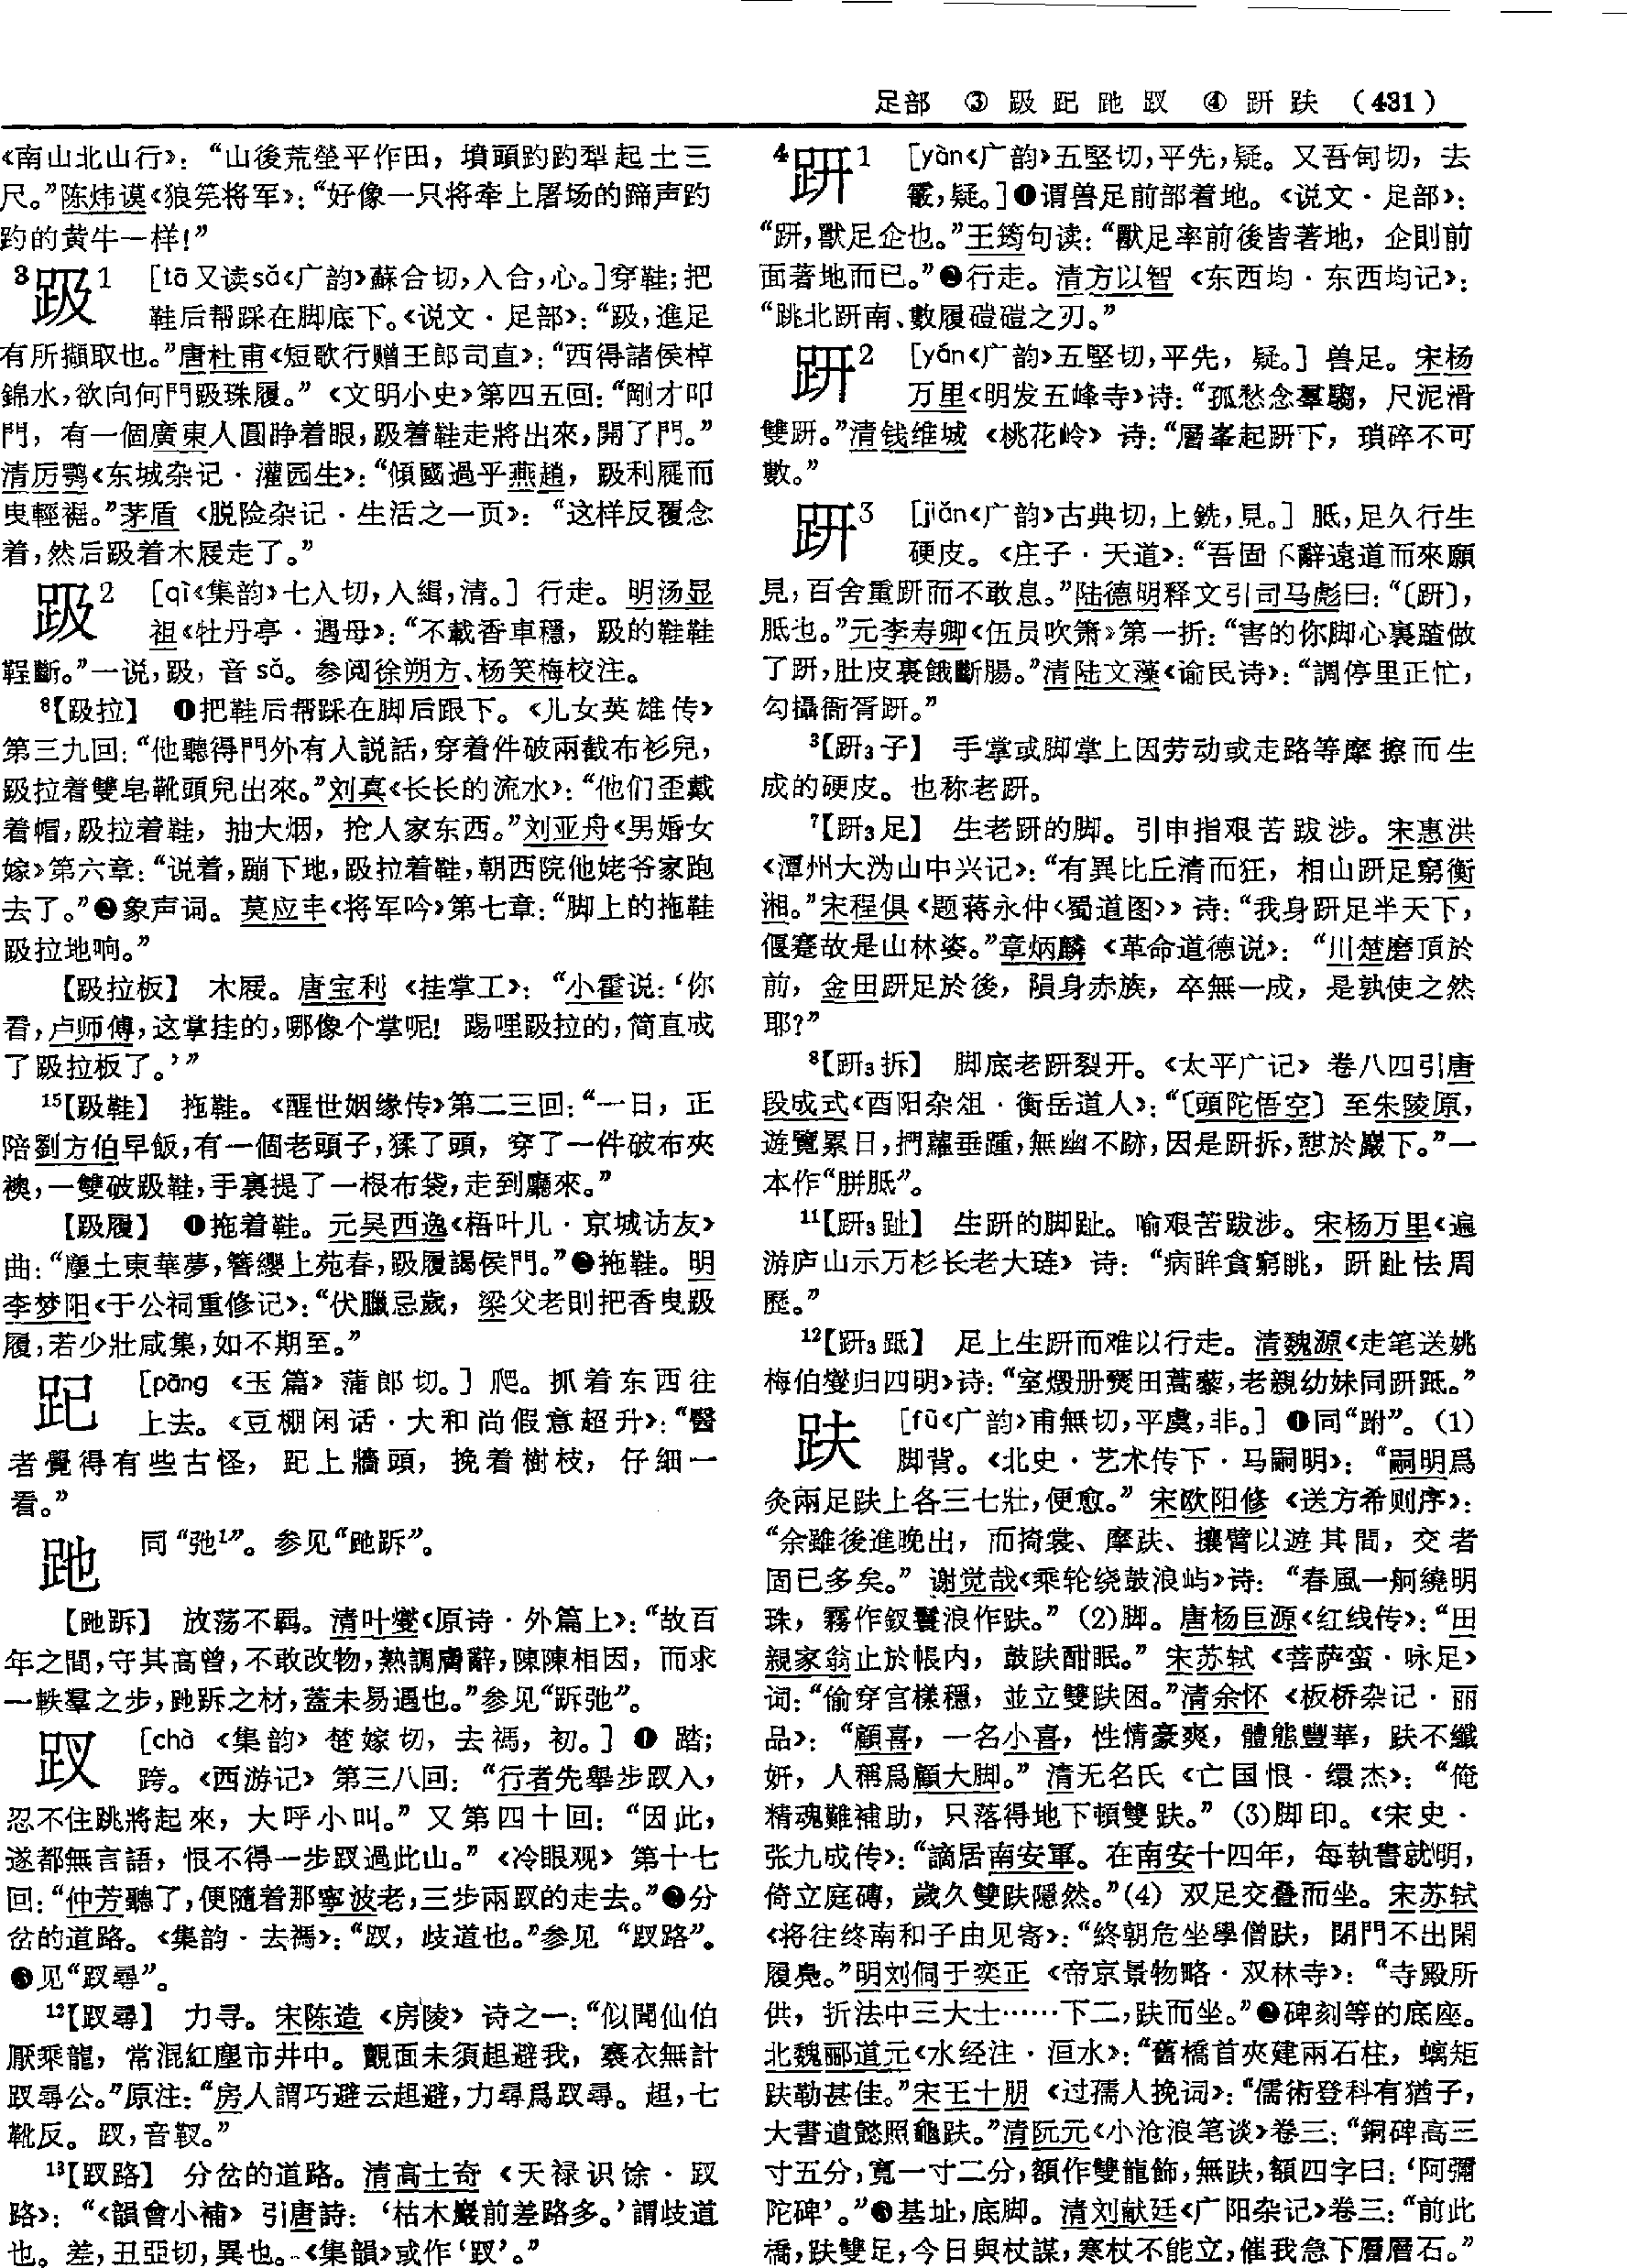 足部 ③ 趿 跁 跑 跑 ④ 趼 趺 (431)
《南山北山行》：“山後荒塋平作田，墳頭趵趵犁起土三
尺。”陈炜谟《狼筅将军》：“好像一只将牵上屠场的蹄声趵
趵的黄牛一样！”
3趿1 [tā又读sǎ《广韵》蘇合切，入合，心。]穿鞋；把
鞋后帮踩在脚底下。《说文·足部》：“趿，進足
有所擷取也。”唐杜甫《短歌行赠王郎司直》：“西得諸侯棹
錦水，欲向何門趿珠履。”《文明小史》第四五回：“剛才叩
門，有一個廣東人圓睁着眼，趿着鞋走將出來，開了門。”
清厉鹗《东城杂记·灌园生》：“傾國過乎燕趙，趿利屣而
曳輕裾。”茅盾《脱险杂记·生活之一页》：“这样反覆念
着，然后趿着木屐走了。”
趿2 [qì《集韵》七入切，入緝，清。] 行走。明汤显
祖《牡丹亭·遇母》：“不載香車穩，趿的鞋鞋
鞓斷。”一说，趿，音sǎ。参阅徐朔方、杨笑梅校注。
8【趿拉】 ❶把鞋后帮踩在脚后跟下。《儿女英雄传》
第三九回：“他聽得門外有人説話，穿着件破兩截布衫兒，
趿拉着雙皂靴頭兒出來。”刘真《长长的流水》：“他们歪戴
着帽，趿拉着鞋，抽大烟，抢人家东西。”刘亚舟《男婚女
嫁》第六章：“说着，蹦下地，趿拉着鞋，朝西院他姥爷家跑
去了。”❷象声词。莫应丰《将军吟》第七章：“脚上的拖鞋
趿拉地响。”
【趿拉板】 木屐。唐宝利《挂掌工》：“小霍说：‘你
看，卢师傅，这掌挂的，哪像个掌呢！踢哩趿拉的，简直成
了趿拉板了。’”
15【趿鞋】 拖鞋。《醒世姻缘传》第二三回：“一日，正
陪劉方伯早飯，有一個老頭子，猱了頭，穿了一件破布夾
襖，一雙破趿鞋，手裏提了一根布袋，走到廳來。”
【趿履】 ❶拖着鞋。元吴西逸《梧叶儿·京城访友》
曲：“塵土東華夢，簪纓上苑春，趿履謁侯門。”❷拖鞋。明
李梦阳《于公祠重修记》：“伏臘忌歲，梁父老則把香曳趿
履，若少壯咸集，如不期至。”
跁 [pāng 《玉篇》蒲郎切。] 爬。抓着东西往
上去。《豆棚闲话·大和尚假意超升》：“醫
者覺得有些古怪，跁上牆頭，挽着樹枝，仔細一
看。”
𧿶 同“弛1”。参见“𧿶跅”。
【𧿶跅】 放荡不羁。清叶燮《原诗·外篇上》：“故百
年之間，守其高曾，不敢改物，熟調膚辭，陳陳相因，而求
一軼羣之步，𧿶跅之材，蓋未易遇也。”参见“跅弛”。
䟕 [chà 《集韵》楚嫁切，去禡，初。] ❶ 踏；
跨。《西游记》第三八回：“行者先舉步䟕入，
忍不住跳將起來，大呼小叫。”又第四十回：“因此，
遂都無言語，恨不得一步䟕過此山。”《冷眼观》第十七
回：“仲芳聽了，便隨着那寧波老，三步兩䟕的走去。”❷分
岔的道路。《集韵·去祃》：“䟕，歧道也。”参见“䟕路”。
❸见“䟕尋”。
12【䟕尋】 力寻。宋陈造《房陵》诗之一：“似聞仙伯
厭乘龍，常混紅塵市井中。觀面未須趄避我，褰衣無計
䟕尋公。”原注：“房人謂巧避云趄避，力尋爲䟕尋。趄，七
靴反。䟕，音靫。”
13【䟕路】 分岔的道路。清高士奇《天禄识馀·䟕
路》：“《韻會小補》引唐詩：‘枯木巖前差路多。’謂歧道
也。差，丑亞切，異也。《集韻》或作‘䟕’。”
4趼1 [yàn《广韵》五堅切，平先，疑。又吾甸切，去
霰，疑。]❶谓兽足前部着地。《说文·足部》：
“趼，獸足企也。”王筠句读：“獸足率前後皆著地，企則前
面著地而已。”❷行走。清方以智《东西均·东西均记》：
“跳北趼南、數履磑磑之刃。”
趼2 [yán《广韵》五堅切，平先，疑。] 兽足。宋杨
万里《明发五峰寺》诗：“孤愁念羣騶，尺泥滑
雙趼。”清钱维城《桃花岭》诗：“層峯起趼下，瑣碎不可
數。”
趼3 [jiǎn《广韵》古典切，上銑，見。] 胝，足久行生
硬皮。《庄子·天道》：“吾固不辭遠道而來願
見，百舍重趼而不敢息。”陆德明释文引司马彪曰：“〔趼〕，
胝也。”元李寿卿《伍员吹箫》第一折：“害的你脚心裏蹅做
了趼，肚皮裏餓斷腸。”清陆文藻《谕民诗》：“調停里正忙，
勾攝衙胥趼。”
3【趼3子】 手掌或脚掌上因劳动或走路等摩擦而生
成的硬皮。也称老趼。
7【趼3足】 生老趼的脚。引申指艰苦跋涉。宋惠洪
《潭州大沩山中兴记》：“有異比丘清而狂，相山趼足窮衡
湘。”宋程俱《题蒋永仲〈蜀道图〉》诗：“我身趼足半天下，
偃蹇故是山林姿。”章炳麟《革命道德说》：“川楚磨頂於
前，金田趼足於後，隕身赤族，卒無一成，是孰使之然
耶？”
8【趼3拆】 脚底老趼裂开。《太平广记》卷八四引唐
段成式《酉阳杂俎·衡岳道人》：“〔頭陀悟空〕至朱陵原，
遊覽累日，捫蘿垂踵，無幽不跡，因是趼拆，憩於巖下。”一
本作“胼胝”。
11【趼3趾】 生趼的脚趾。喻艰苦跋涉。宋杨万里《遍
游庐山示万杉长老大琏》诗：“病眸貪窮眺，趼趾怯周
歷。”
12【趼3跖】 足上生趼而难以行走。清魏源《走笔送姚
梅伯燮归四明》诗：“室燬册燹田蒿藜，老親幼妹同趼跖。”
趺 [fū《广韵》甫無切，平虞，非。] ❶同“跗”。(1)
脚背。《北史·艺术传下·马嗣明》：“嗣明爲
灸兩足趺上各三七壯，便愈。”宋欧阳修《送方希则序》：
“余雖後進晚出，而掎裳、摩趺、攘臂以遊其間，交者
固已多矣。”谢觉哉《乘轮绕鼓浪屿》诗：“春風一舸繞明
珠，霧作釵鬟浪作趺。”(2)脚。唐杨巨源《红线传》：“田
親家翁止於帳内，鼓趺酣眠。”宋苏轼《菩萨蛮·咏足》
词：“偷穿宫樣穩，並立雙趺困。”清余怀《板桥杂记·丽
品》：“顧喜，一名小喜，性情豪爽，體態豐華，趺不纖
妍，人稱爲顧大脚。”清无名氏《亡国恨·缳杰》：“俺
精魂難補助，只落得地下頓雙趺。”(3)脚印。《宋史·
张九成传》：“謫居南安軍。在南安十四年，每執書就明，
倚立庭磚，歲久雙趺隱然。”(4) 双足交叠而坐。宋苏轼
《将往终南和子由见寄》：“終朝危坐學僧趺，閉門不出閑
履凫。”明刘侗于奕正《帝京景物略·双林寺》：“寺殿所
供，折法中三大士……下二，趺而坐。”❷碑刻等的底座。
北魏郦道元《水经注·洹水》：“舊橋首夾建兩石柱，螭矩
趺勒甚佳。”宋王十朋《过孺人挽词》：“儒術登科有猶子，
大書遺懿照龜趺。”清阮元《小沧浪笔谈》卷三：“銅碑高三
寸五分，寬一寸二分，額作雙龍飾，無趺，額四字曰：‘阿彌
陀碑’。”❸基址，底脚。清刘献廷《广阳杂记》卷三：“前此
橋，趺雙足，今日與杖謀，寒杖不能立，催我急下層層石。”